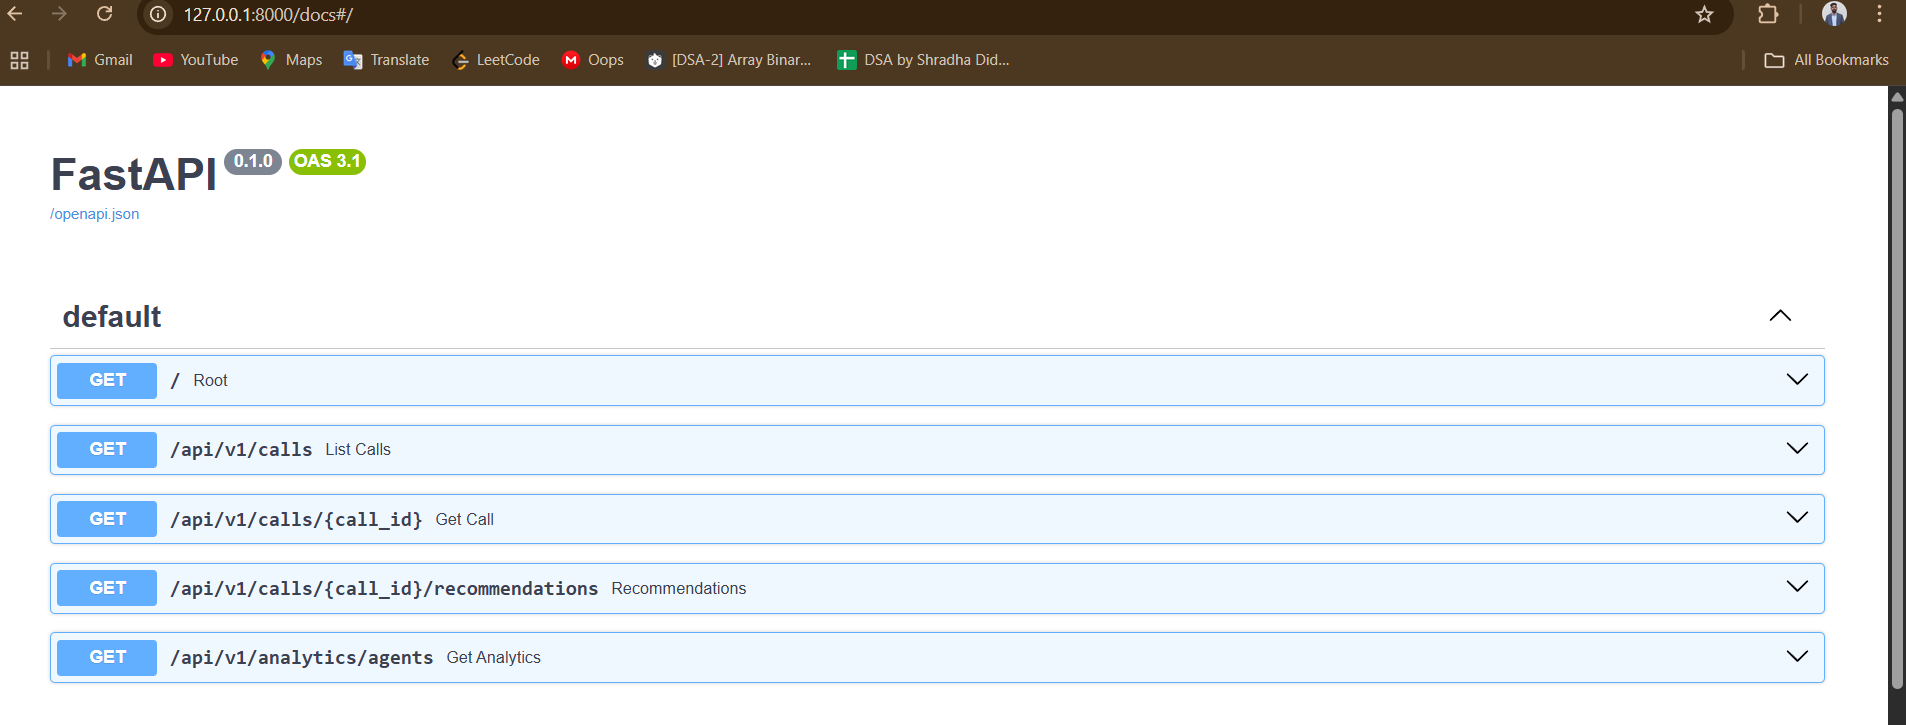 127.0.0.1:8000/docs#/
Gmail YouTube Maps Translate LeetCode Oops [DSA-2] Array Binar... DSA by Shradha Did... All Bookmarks
FastAPI 0.1.0 OAS 3.1
/openapi.json
default
GET / Root
GET /api/v1/calls List Calls
GET /api/v1/calls/{call_id} Get Call
GET /api/v1/calls/{call_id}/recommendations Recommendations
GET /api/v1/analytics/agents Get Analytics